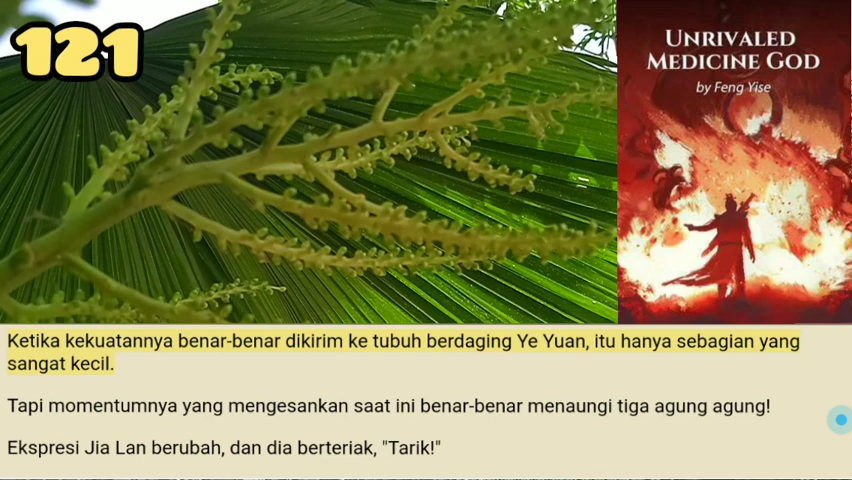 121
UNRIVALED
MEDICINE GOD
by Feng Yise
Ketika kekuatannya benar-benar dikirim ke tubuh berdaging Ye Yuan, itu hanya sebagian yang
sangat kecil.
Tapi momentumnya yang mengesankan saat ini benar-benar menaungi tiga agung agung!
Ekspresi Jia Lan berubah, dan dia berteriak, "Tarik!"